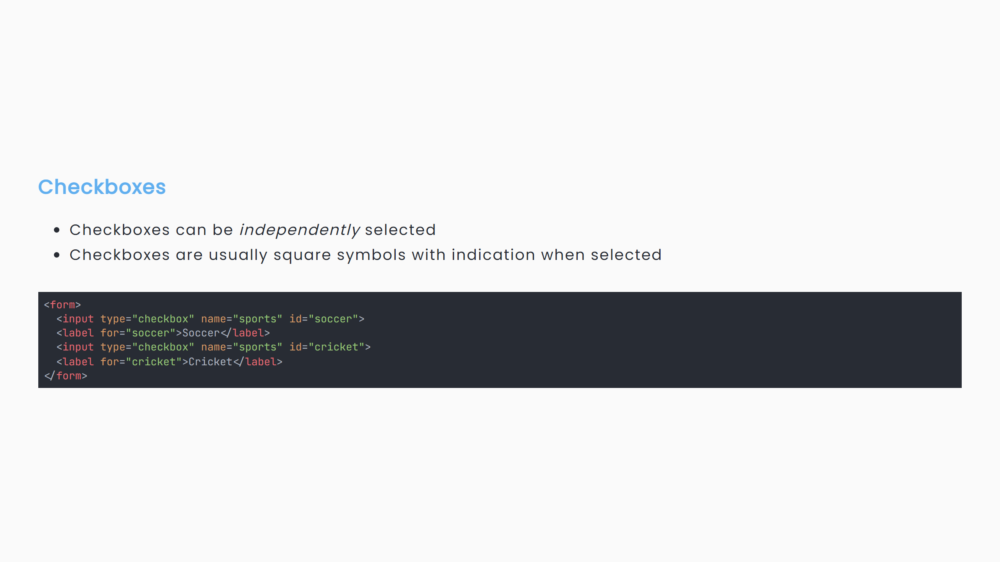 Checkboxes
• Checkboxes can be independently selected
• Checkboxes are usually square symbols with indication when selected
<form>
  <input type="checkbox" name="sports" id="soccer">
  <label for="soccer">Soccer</label>
  <input type="checkbox" name="sports" id="cricket">
  <label for="cricket">Cricket</label>
</form>